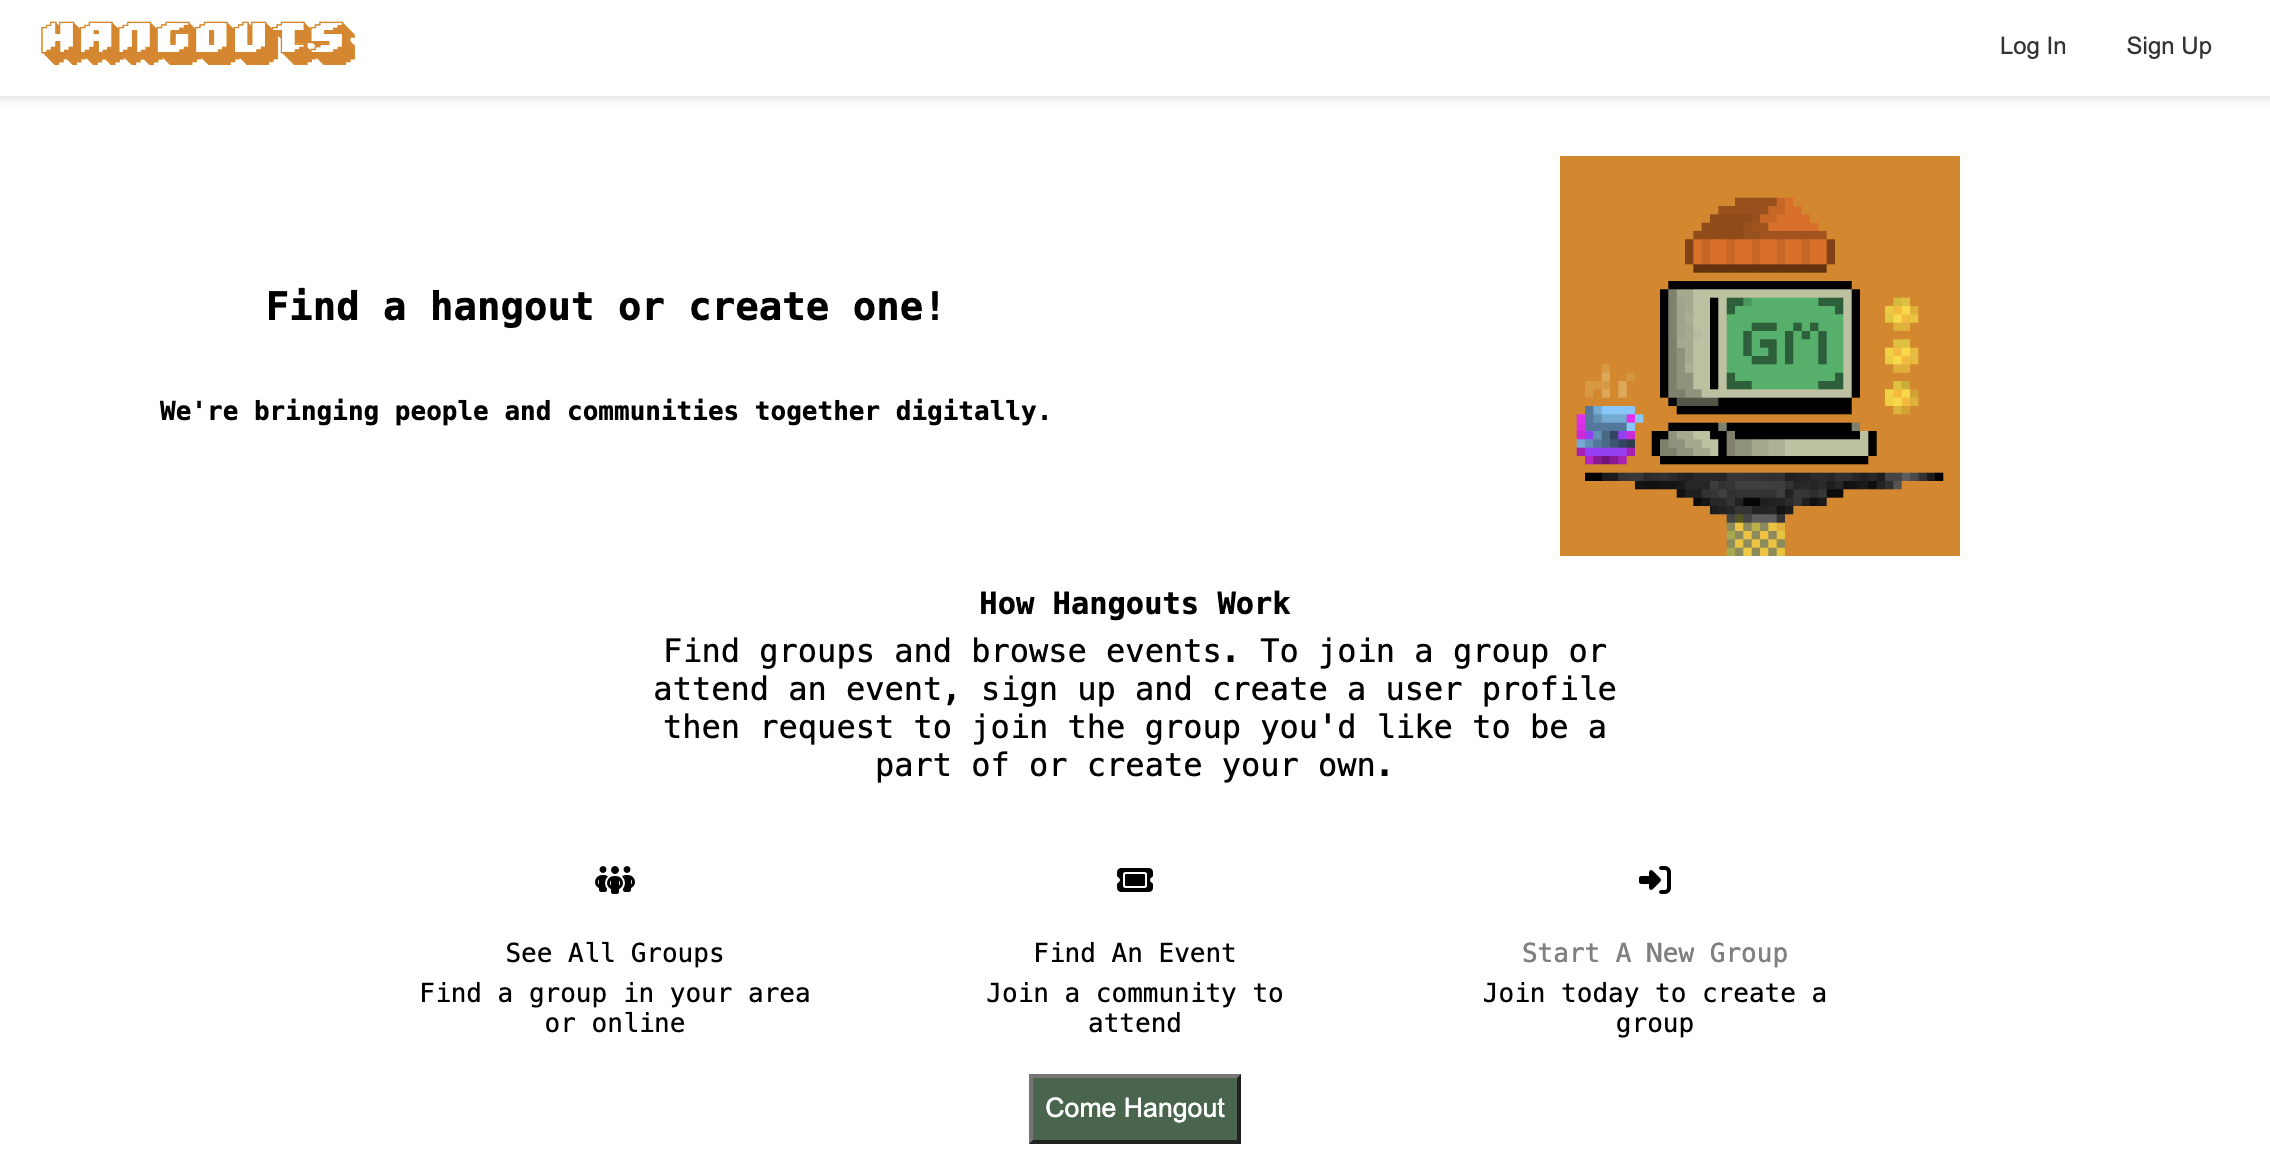 HANGOUTS
Log In
Sign Up
Find a hangout or create one!
We're bringing people and communities together digitally.
GM
How Hangouts Work
Find groups and browse events. To join a group or
attend an event, sign up and create a user profile
then request to join the group you'd like to be a
part of or create your own.
See All Groups
Find a group in your area
or online
Find An Event
Join a community to
attend
Start A New Group
Join today to create a
group
Come Hangout